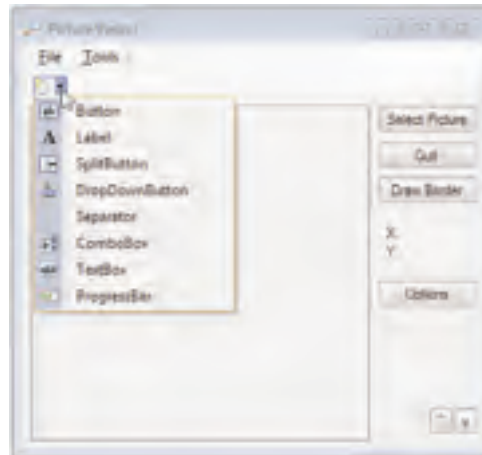 Picture Viewer
File Tools
Button
Label
SplitButton
DropDownButton
Separator
ComboBox
TextBox
ProgressBar
Select Picture
Quit
Draw Border
X:
Y:
Options
^ v